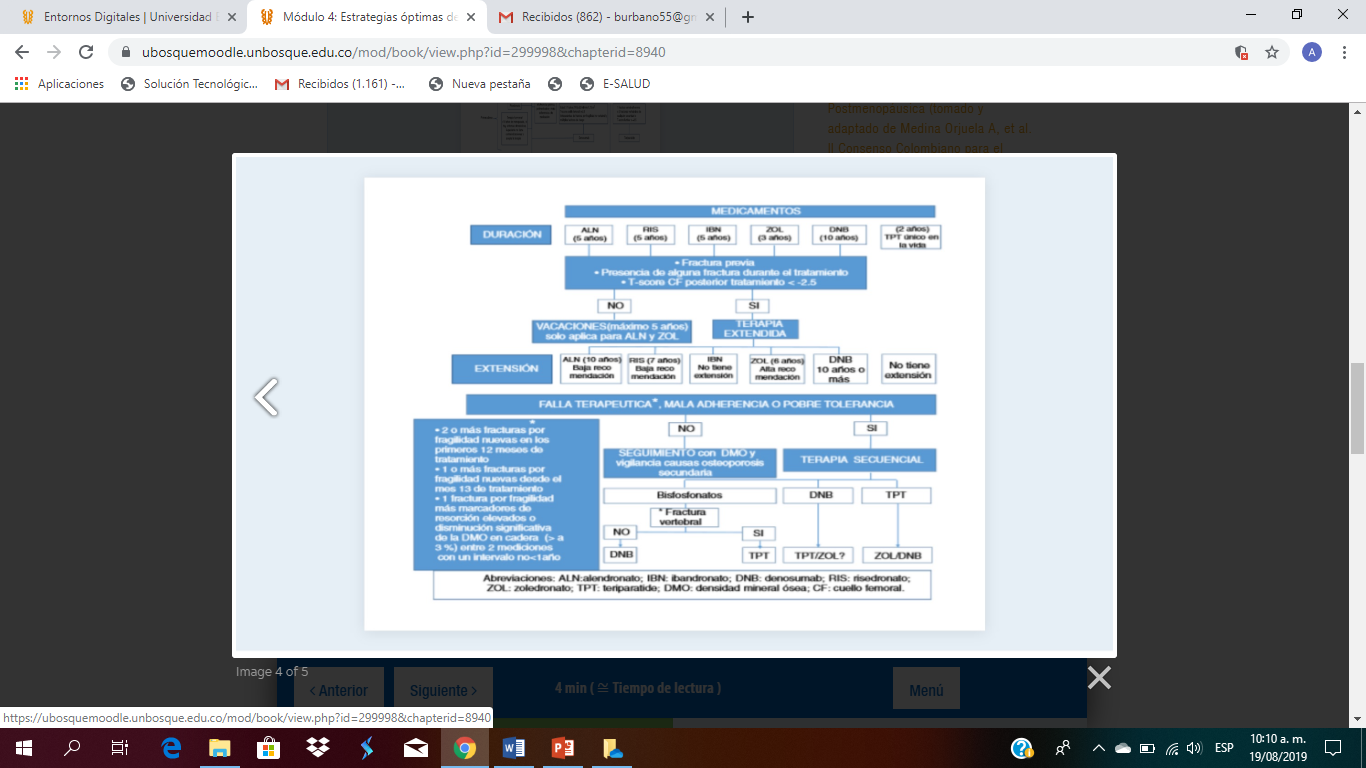 Entornos Digitales | Universidad E
Módulo 4: Estrategias óptimas de
Recibidos (862) - burbano55@gm
ubosquemoodle.unbosque.edu.co/mod/book/view.php?id=299998&chapterid=8940
A
Aplicaciones
Solución Tecnológic...
Recibidos (1.161) -...
Nueva pestaña
E-SALUD
Postmenopáusica (tomado y
adaptado de Medina Orjuela A, et al.
II Consenso Colombiano para el
MEDICAMENTOS
DURACIÓN
ALN
(5 años)
RIS
(5 años)
IBN
(5 años)
ZOL
(3 años)
DNB
(10 años)
(2 años)
TPT único en
la vida
• Fractura previa
• Presencia de alguna fractura durante el tratamiento
• T-score CF posterior tratamiento < -2.5
NO
SI
VACACIONES(máximo 5 años)
solo aplica para ALN y ZOL
TERAPIA
EXTENDIDA
EXTENSIÓN
ALN (10 años)
Baja reco
mendación
RIS (7 años)
Baja reco
mendación
IBN
No tiene
extensión
ZOL (6 años)
Alta reco
mendación
DNB
10 años o
más
No tiene
extensión
FALLA TERAPEUTICA*, MALA ADHERENCIA O POBRE TOLERANCIA
*
• 2 o más fracturas por
fragilidad nuevas en los
primeros 12 meses de
tratamiento
• 1 o más fracturas por
fragilidad nuevas desde el
mes 13 de tratamiento
• 1 fractura por fragilidad
más marcadores de
resorción elevados o
disminución significativa
de la DMO en cadera (> a
3 %) entre 2 mediciones
con un intervalo no<1año
NO
SI
SEGUIMIENTO con DMO y
vigilancia causas osteoporosis
secundaria
TERAPIA SECUENCIAL
Bisfosfonatos
DNB
TPT
* Fractura
vertebral
NO
SI
DNB
TPT
TPT/ZOL?
ZOL/DNB
Abreviaciones: ALN:alendronato; IBN: ibandronato; DNB: denosumab; RIS: risedronato;
ZOL: zoledronato; TPT: teriparatide; DMO: densidad mineral ósea; CF: cuello femoral.
Image 4 of 5
< Anterior
Siguiente >
4 min ( ≅ Tiempo de lectura )
Menú
https://ubosquemoodle.unbosque.edu.co/mod/book/view.php?id=299998&chapterid=8940
ESP
10:10 a. m.
19/08/2019